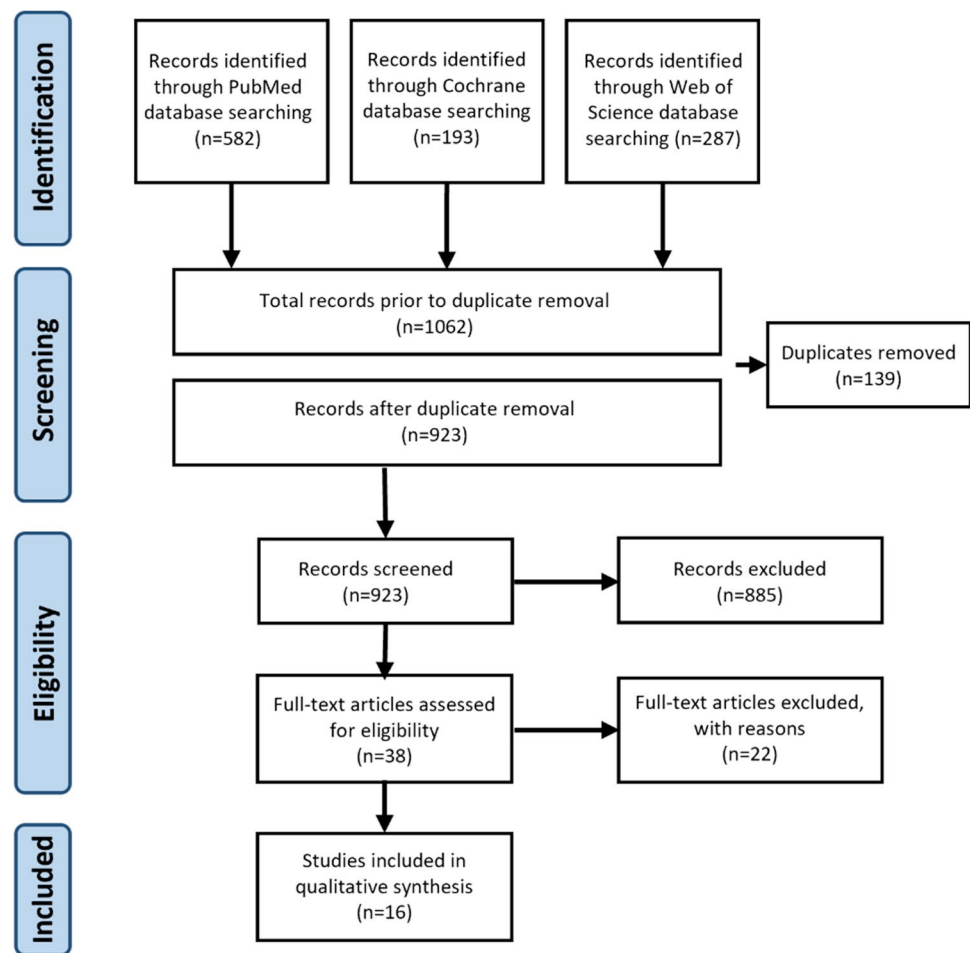 Identification
Records identified
through PubMed
database searching
(n=582)
Records identified
through Cochrane
database searching
(n=193)
Records identified
through Web of
Science database
searching (n=287)
Screening
Total records prior to duplicate removal
(n=1062)
Duplicates removed
(n=139)
Records after duplicate removal
(n=923)
Eligibility
Records screened
(n=923)
Records excluded
(n=885)
Full-text articles assessed
for eligibility
(n=38)
Full-text articles excluded,
with reasons
(n=22)
Included
Studies included in
qualitative synthesis
(n=16)